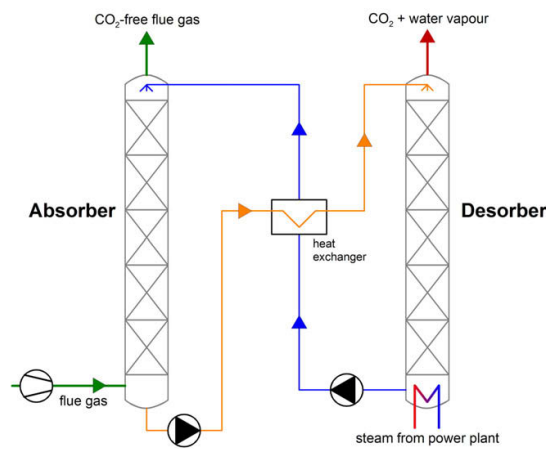 CO₂-free flue gas
CO₂ + water vapour
Absorber
Desorber
heat
exchanger
flue gas
steam from power plant